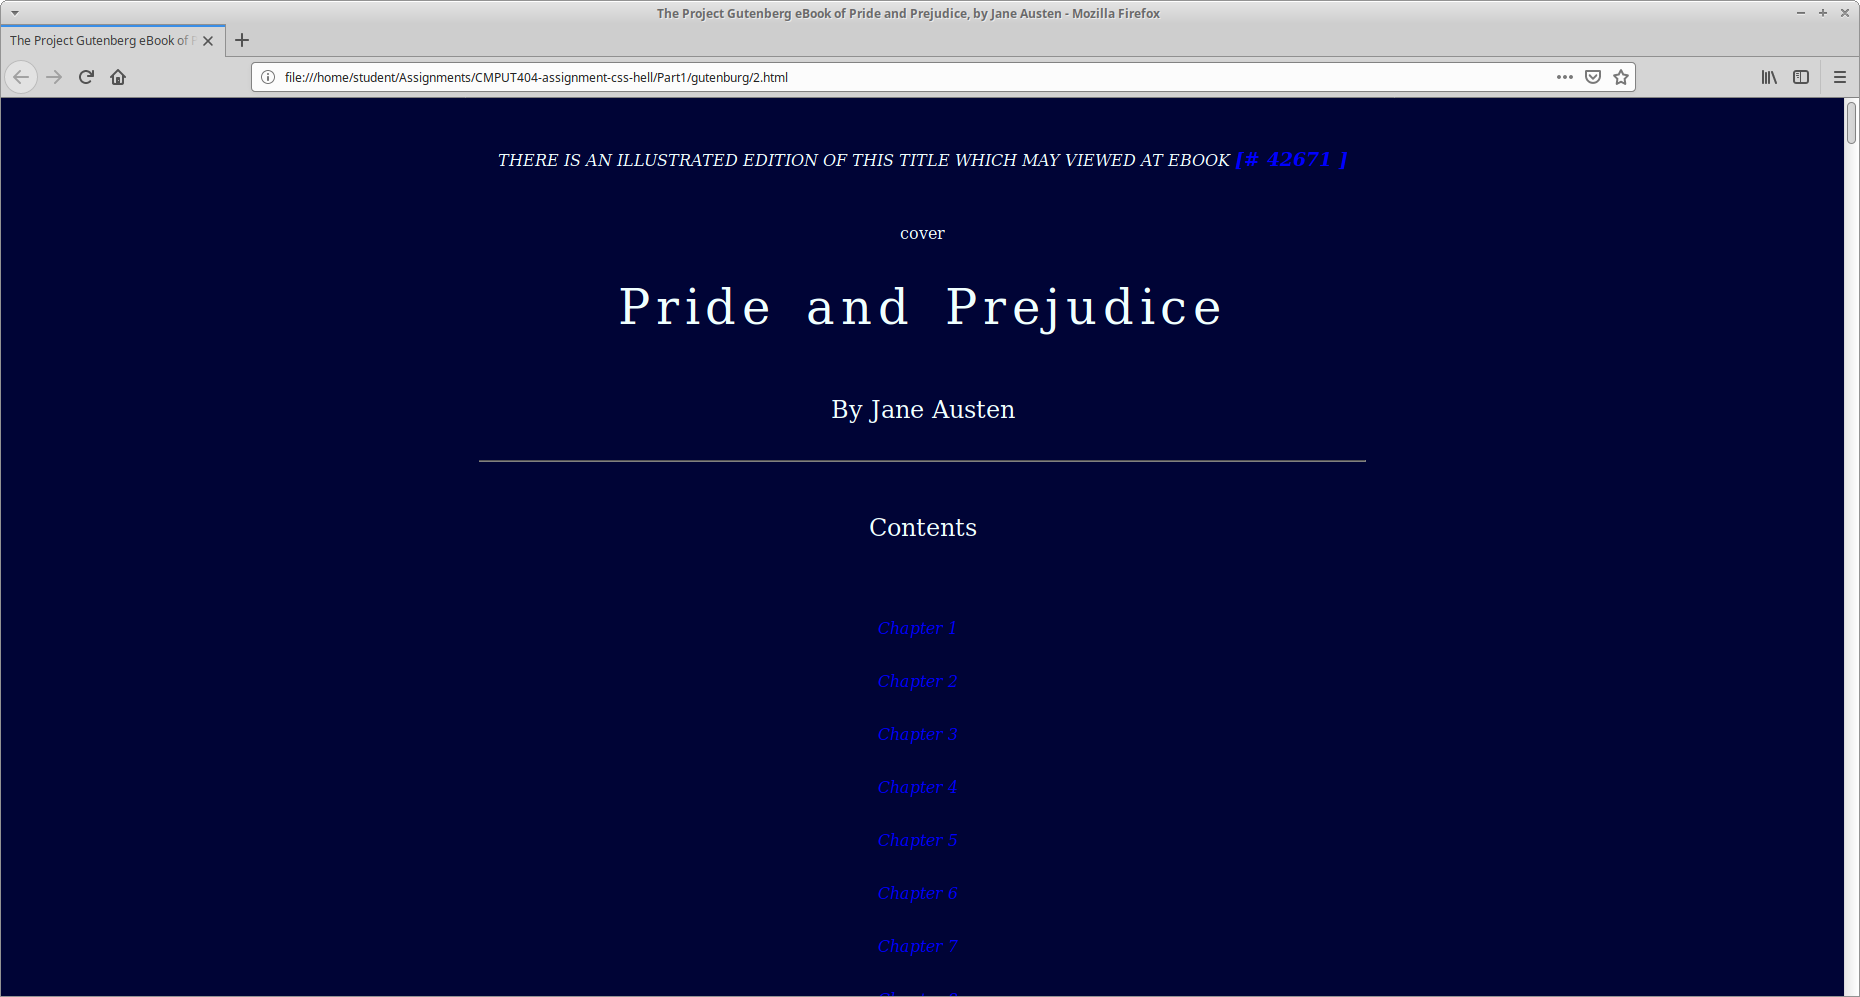 The Project Gutenberg eBook of Pride and Prejudice, by Jane Austen - Mozilla Firefox
The Project Gutenberg eBook of P
file:///home/student/Assignments/CMPUT404-assignment-css-hell/Part1/gutenburg/2.html
THERE IS AN ILLUSTRATED EDITION OF THIS TITLE WHICH MAY VIEWED AT EBOOK [# 42671 ]
cover
Pride and Prejudice
By Jane Austen
Contents
Chapter 1
Chapter 2
Chapter 3
Chapter 4
Chapter 5
Chapter 6
Chapter 7